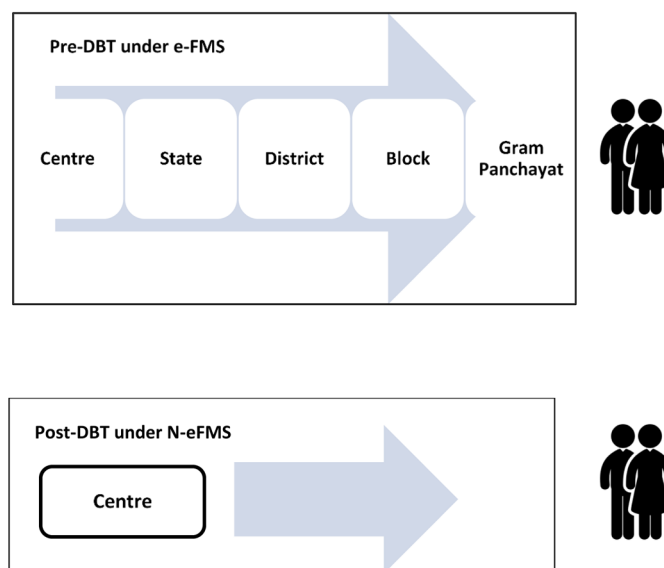 Pre-DBT under e-FMS
Centre
State
District
Block
Gram
Panchayat
Post-DBT under N-eFMS
Centre